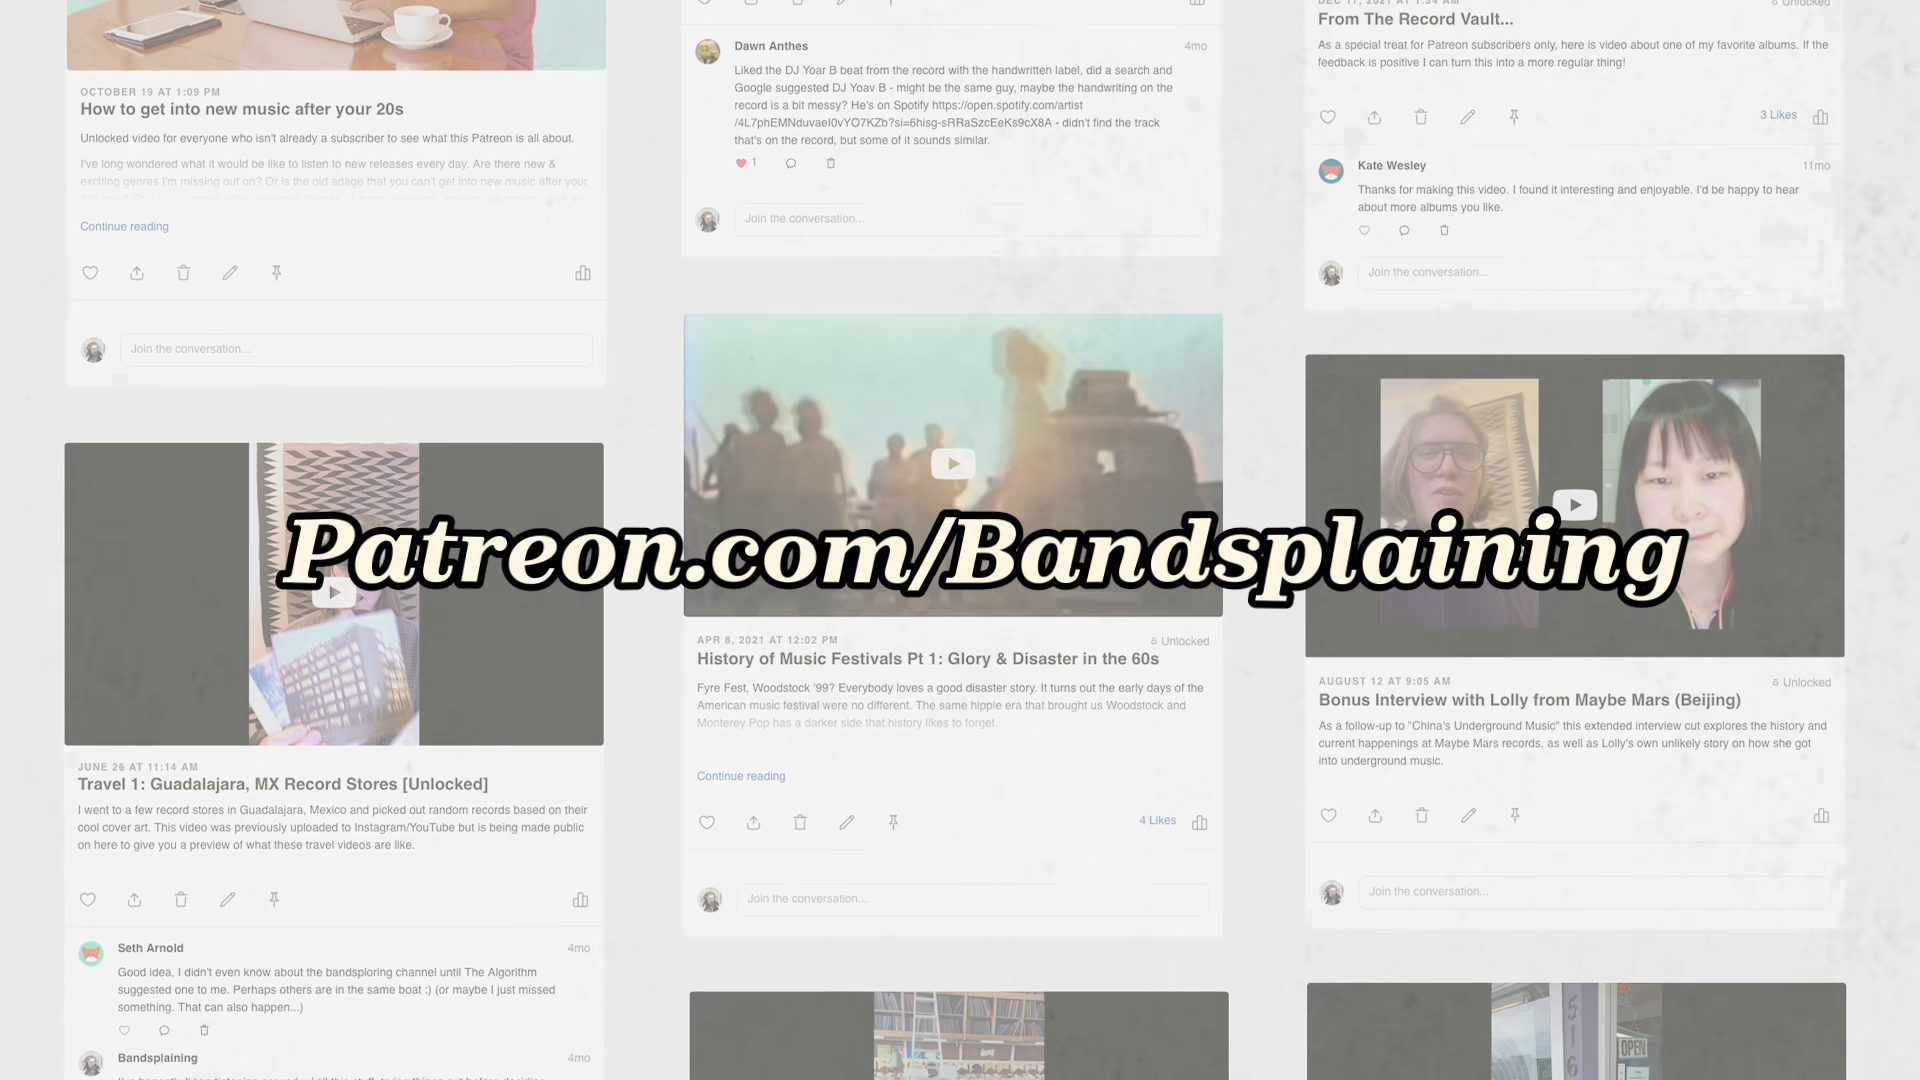 OCTOBER 19 AT 1:09 PM
How to get into new music after your 20s
Unlocked video for everyone who isn't already a subscriber to see what this Patreon is all about.
I've long wondered what it would be like to listen to new releases every day. Are there new &
exciting genres I'm missing out on? Or is the old adage that you can't get into new music after your
Continue reading
Join the conversation...
JUNE 26 AT 11:14 AM
Travel 1: Guadalajara, MX Record Stores [Unlocked]
I went to a few record stores in Guadalajara, Mexico and picked out random records based on their
cool cover art. This video was previously uploaded to Instagram/YouTube but is being made public
on here to give you a preview of what these travel videos are like.
Seth Arnold
4mo
Good idea, I didn't even know about the bandsploring channel until The Algorithm
suggested one to me. Perhaps others are in the same boat :) (or maybe I just missed
something. That can also happen...)
Bandsplaining
4mo
Dawn Anthes
4mo
Liked the DJ Yoar B beat from the record with the handwritten label, did a search and
Google suggested DJ Yoav B - might be the same guy, maybe the handwriting on the
record is a bit messy? He's on Spotify https://open.spotify.com/artist
/4L7phEMNduvaeI0vYO7KZb?si=6hisg-sRRaSzcEeKs9cX8A - didn't find the track
that's on the record, but some of it sounds similar.
1
Join the conversation...
Patreon.com/Bandsplaining
APR 8, 2021 AT 12:02 PM
Unlocked
History of Music Festivals Pt 1: Glory & Disaster in the 60s
Fyre Fest, Woodstock '99? Everybody loves a good disaster story. It turns out the early days of the
American music festival were no different. The same hippie era that brought us Woodstock and
Monterey Pop has a darker side that history likes to forget.
Continue reading
4 Likes
Join the conversation...
DEC 17, 2021 AT 1:34 AM
Unlocked
From The Record Vault...
As a special treat for Patreon subscribers only, here is video about one of my favorite albums. If the
feedback is positive I can turn this into a more regular thing!
3 Likes
Kate Wesley
11mo
Thanks for making this video. I found it interesting and enjoyable. I'd be happy to hear
about more albums you like.
Join the conversation...
AUGUST 12 AT 9:05 AM
Unlocked
Bonus Interview with Lolly from Maybe Mars (Beijing)
As a follow-up to "China's Underground Music" this extended interview cut explores the history and
current happenings at Maybe Mars records, as well as Lolly's own unlikely story on how she got
into underground music.
Join the conversation...
516
OPEN